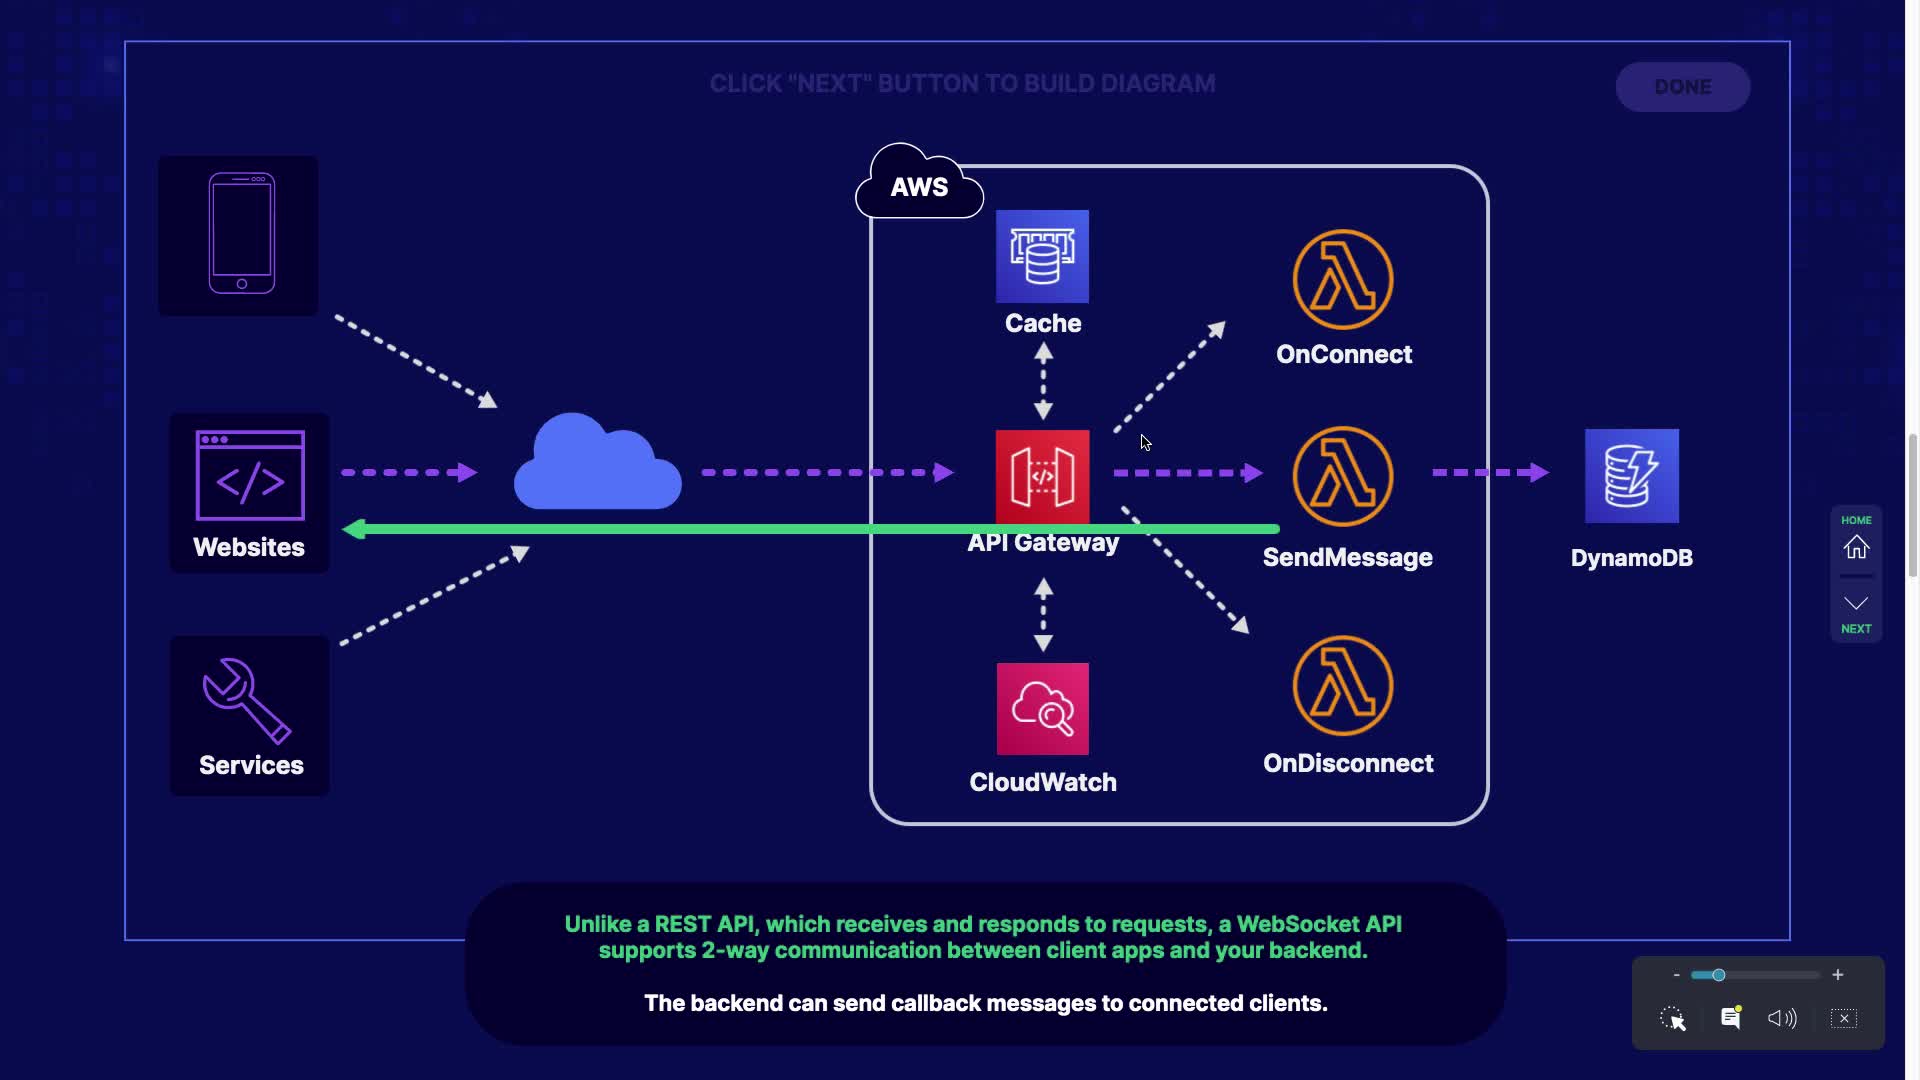 CLICK "NEXT" BUTTON TO BUILD DIAGRAM
DONE
AWS
Cache
OnConnect
Websites
API Gateway
SendMessage
DynamoDB
HOME
NEXT
Services
CloudWatch
OnDisconnect
Unlike a REST API, which receives and responds to requests, a WebSocket API
supports 2-way communication between client apps and your backend.
The backend can send callback messages to connected clients.